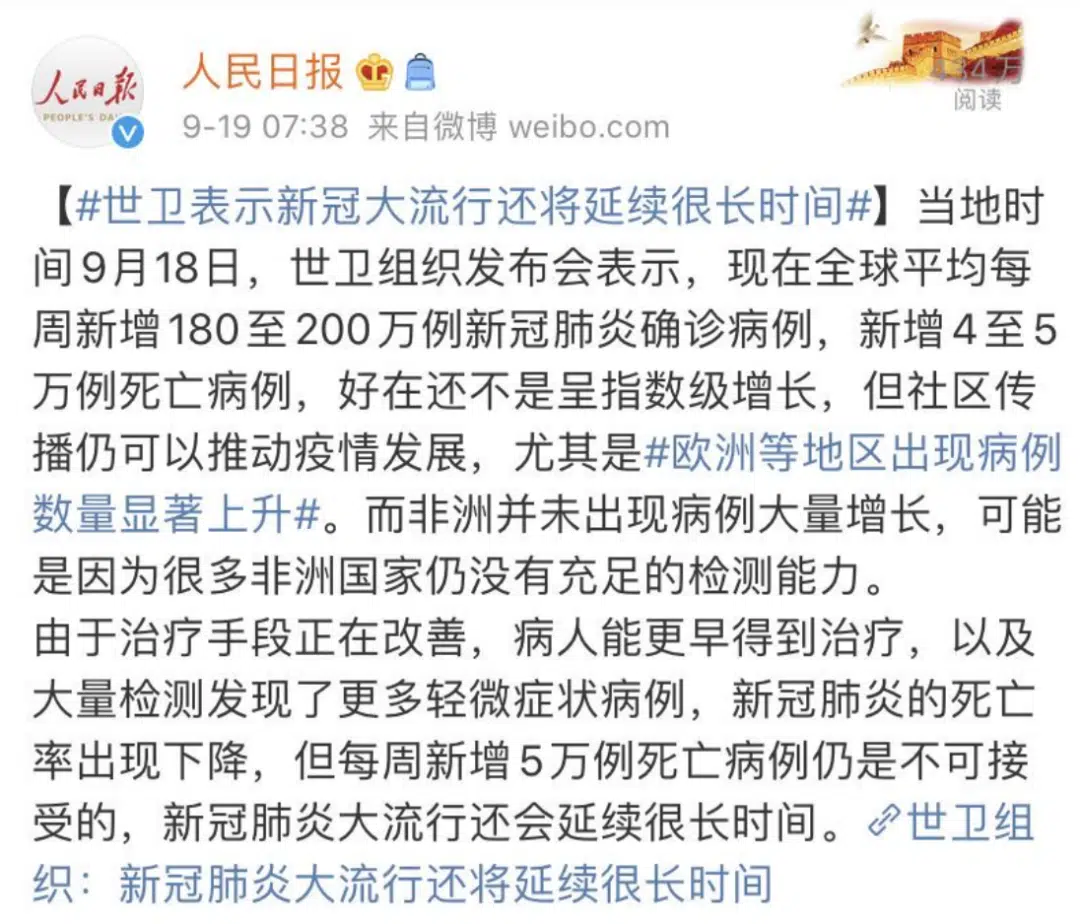 人民日报
人民日报
PEOPLE'S DA
9-19 07:38 来自微博 weibo.com
484万
阅读
【#世卫表示新冠大流行还将延续很长时间#】当地时
间9月18日，世卫组织发布会表示，现在全球平均每
周新增180至200万例新冠肺炎确诊病例，新增4至5
万例死亡病例，好在还不是呈指数级增长，但社区传
播仍可以推动疫情发展，尤其是#欧洲等地区出现病例
数量显著上升#。而非洲并未出现病例大量增长，可能
是因为很多非洲国家仍没有充足的检测能力。
由于治疗手段正在改善，病人能更早得到治疗，以及
大量检测发现了更多轻微症状病例，新冠肺炎的死亡
率出现下降，但每周新增5万例死亡病例仍是不可接
受的，新冠肺炎大流行还会延续很长时间。世卫组
织：新冠肺炎大流行还将延续很长时间